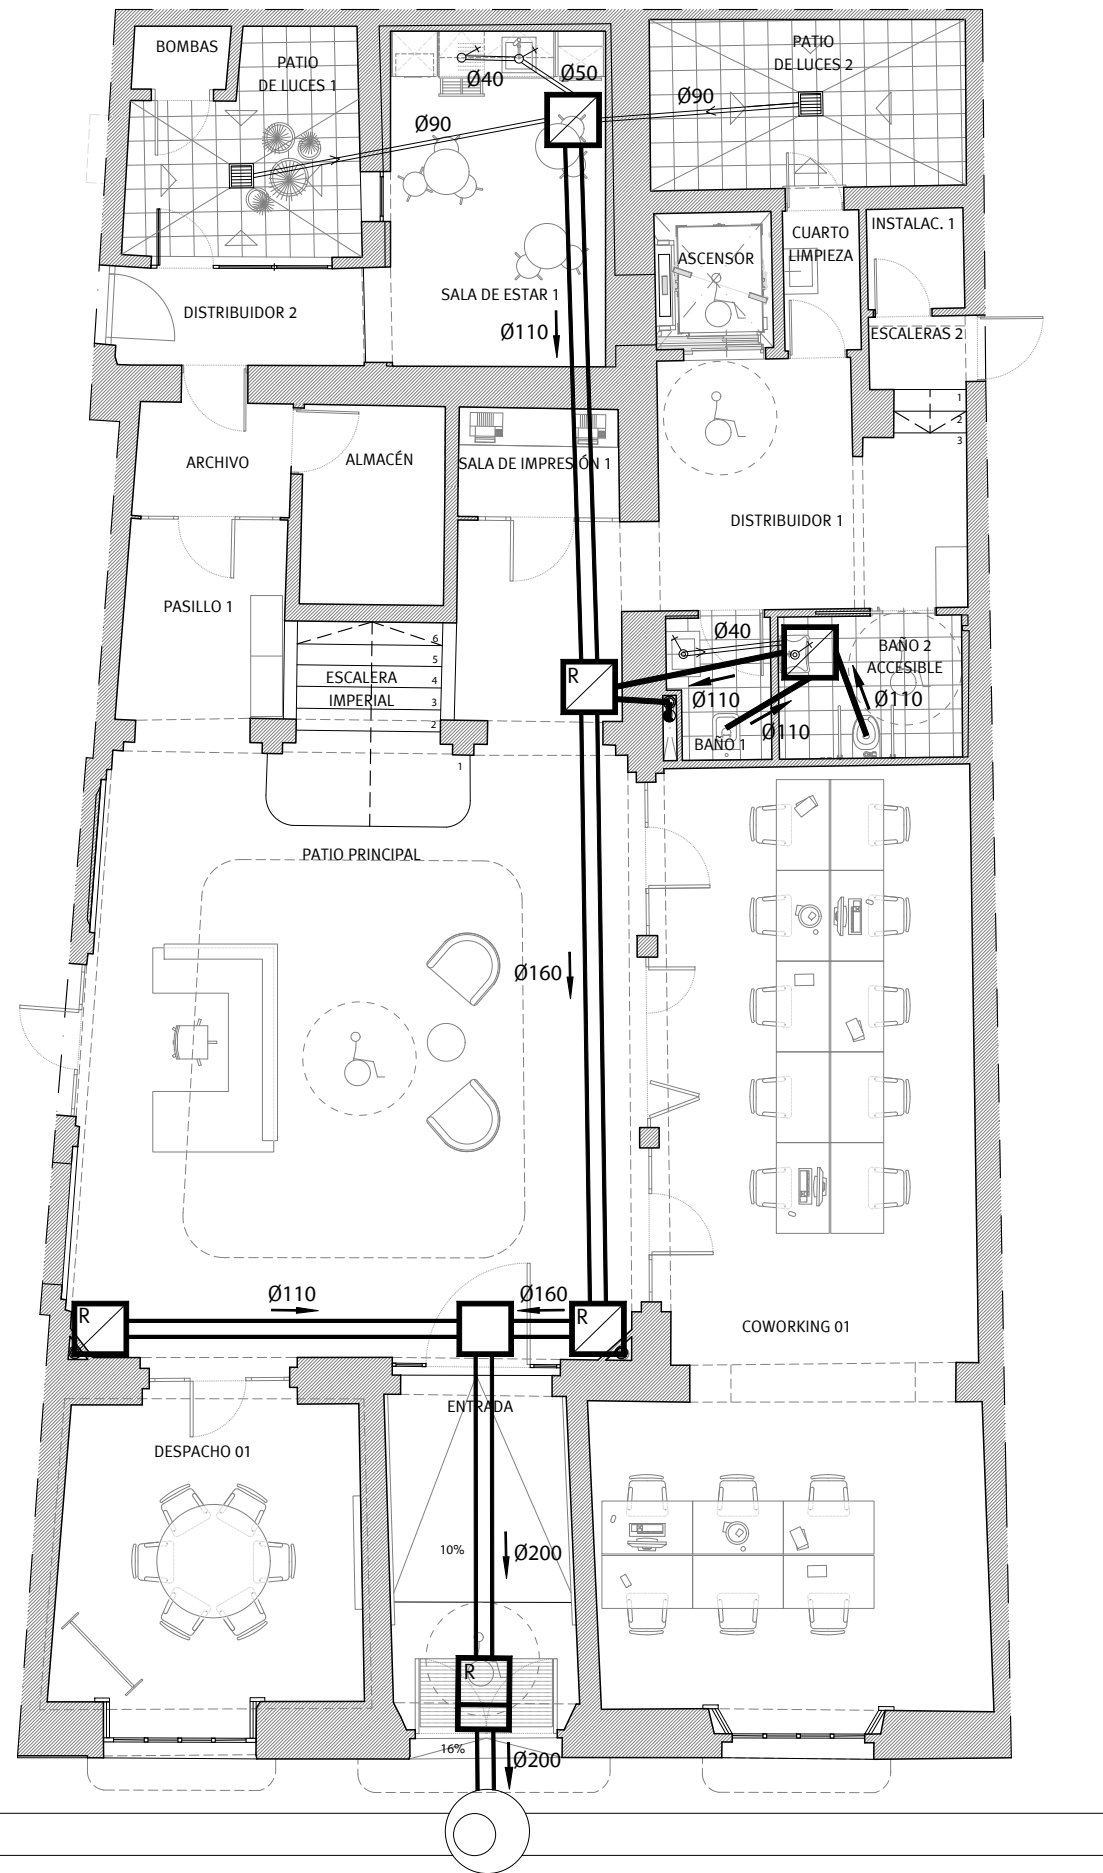 BOMBAS
PATIO
DE LUCES 1
Ø40
Ø50
PATIO
DE LUCES 2
Ø90
Ø90
INSTALAC. 1
CUARTO
LIMPIEZA
ASCENSOR
SALA DE ESTAR 1
DISTRIBUIDOR 2
Ø110
ESCALERAS 2
1
2
3
ARCHIVO
ALMACÉN
SALA DE IMPRESIÓN 1
DISTRIBUIDOR 1
PASILLO 1
6
5
4
3
2
1
ESCALERA
IMPERIAL
R
Ø40
BAÑO 2
ACCESIBLE
Ø110
Ø110
Ø110
BAÑO 1
PATIO PRINCIPAL
Ø160
Ø110
Ø160
R
R
COWORKING 01
ENTRADA
DESPACHO 01
10%
Ø200
R
16%
Ø200